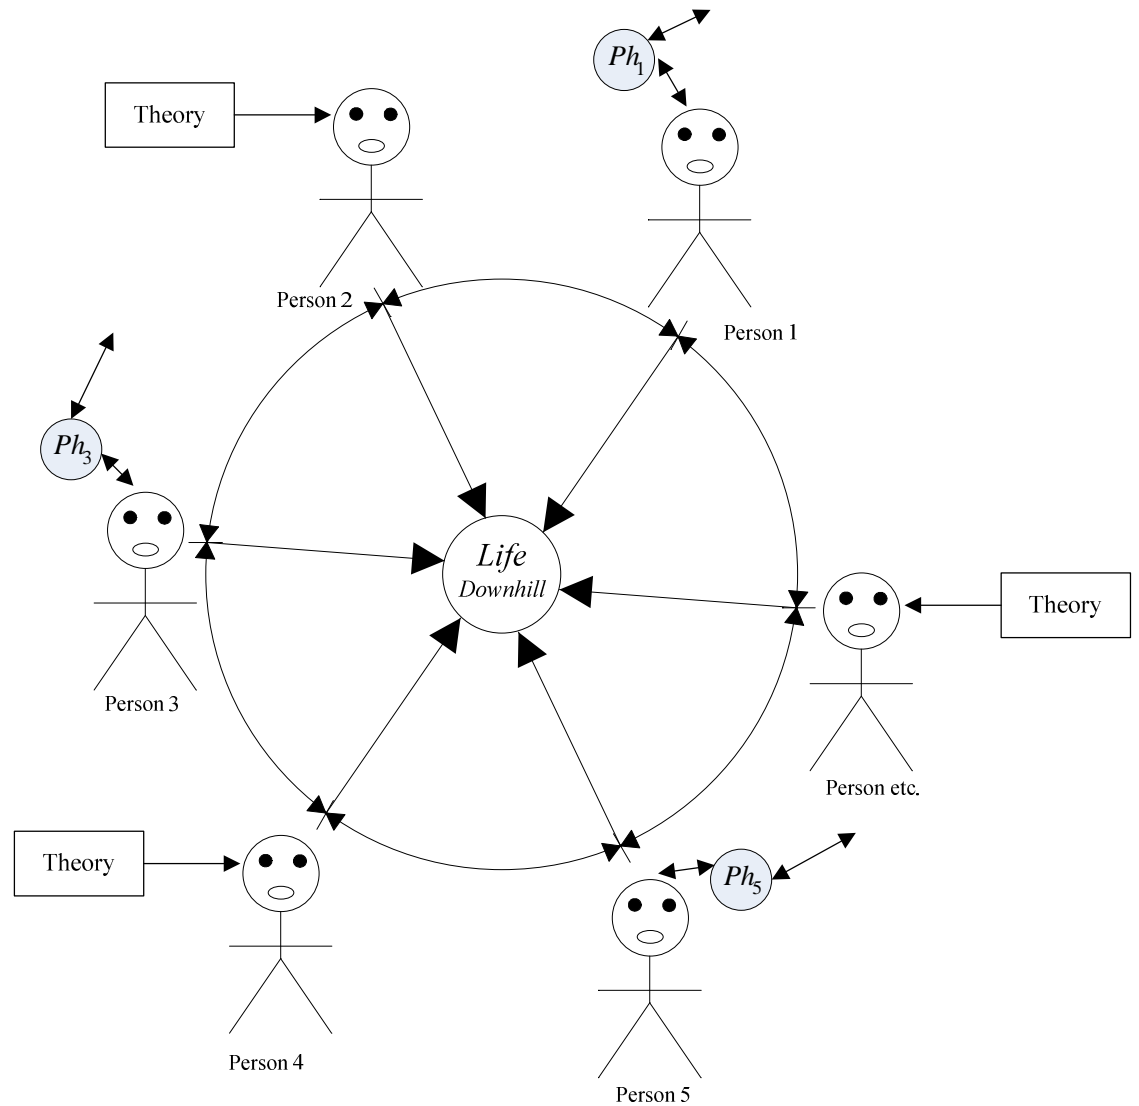 Ph1
Theory
Person 2
Person 1
Ph3
Life
Downhill
Theory
Person 3
Person etc.
Theory
Ph5
Person 4
Person 5